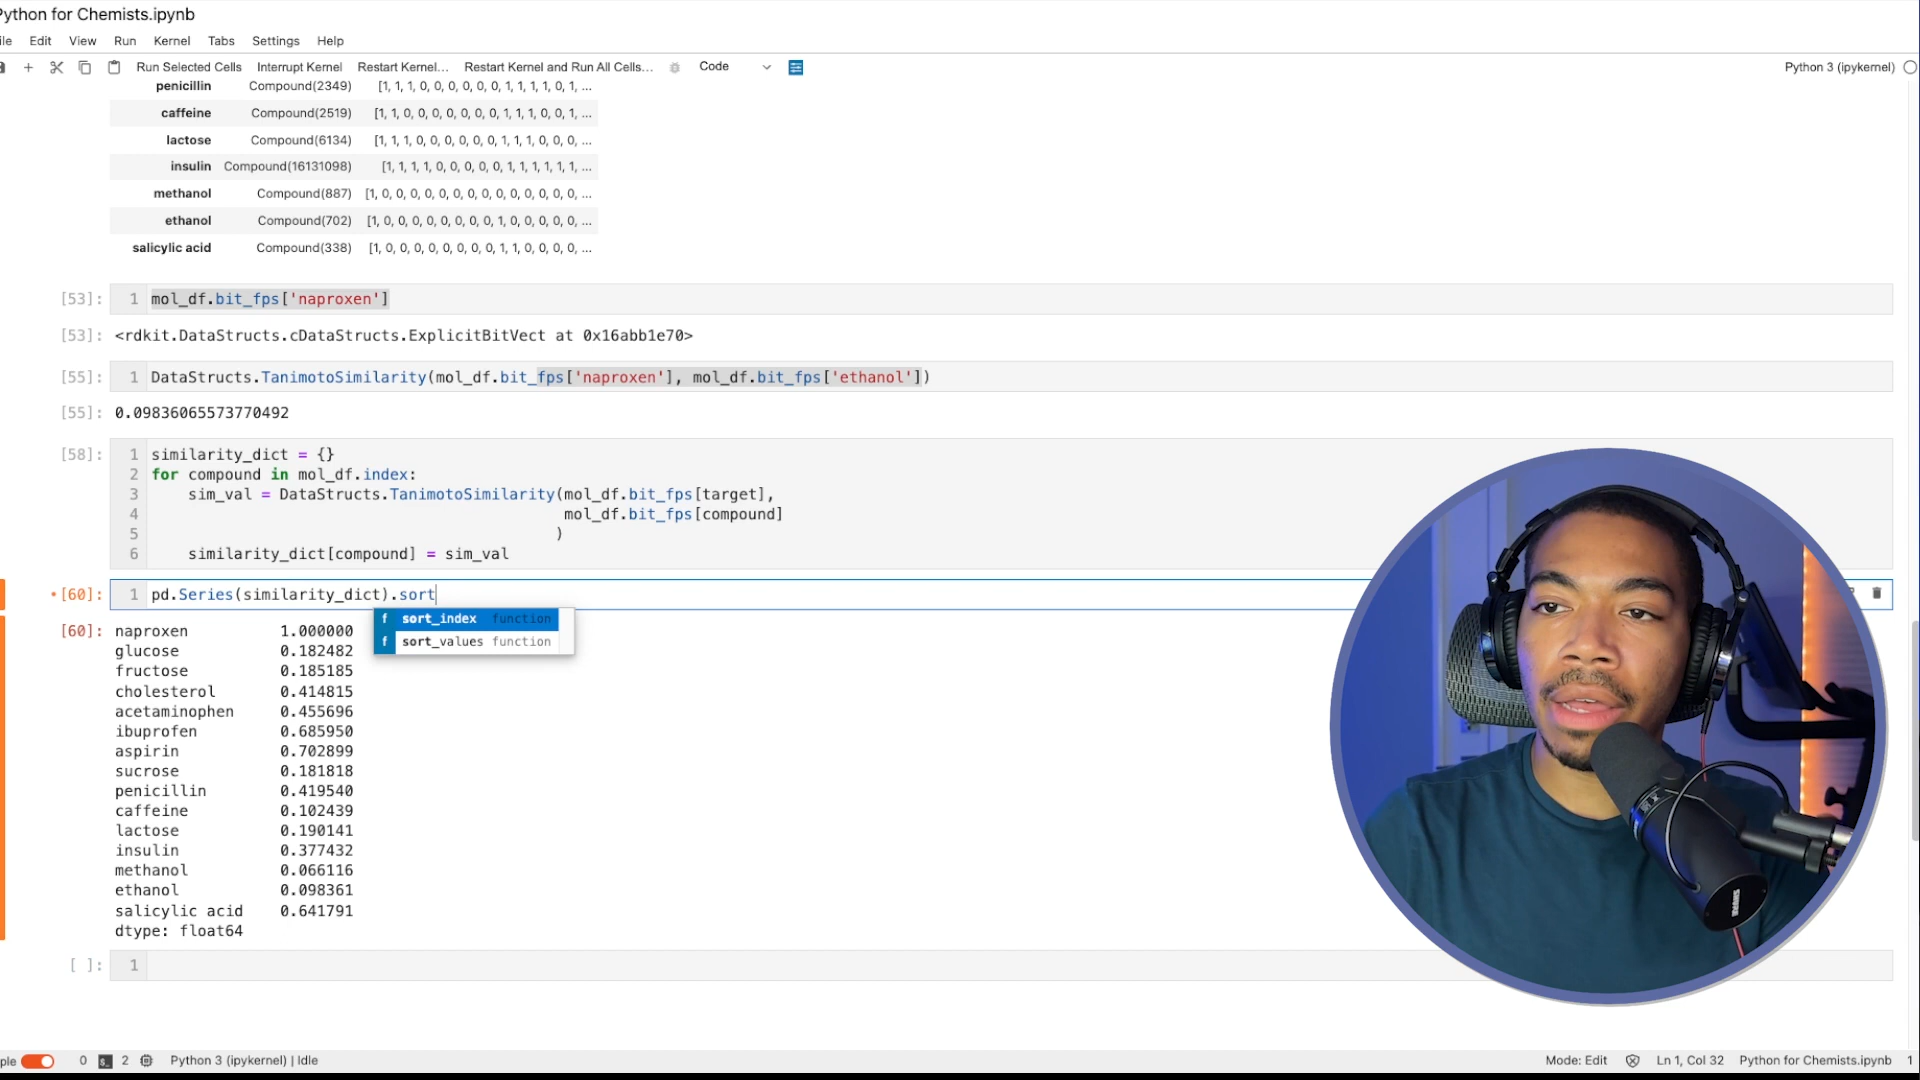 Python for Chemists.ipynb
ile Edit View Run Kernel Tabs Settings Help
Run Selected Cells Interrupt Kernel Restart Kernel... Restart Kernel and Run All Cells... Code Python 3 (ipykernel)
penicillin Compound(2349) [1, 1, 1, 0, 0, 0, 0, 0, 0, 1, 1, 1, 1, 0, 1, ...
caffeine Compound(2519) [1, 1, 0, 0, 0, 0, 0, 0, 0, 1, 1, 1, 0, 0, 1, ...
lactose Compound(6134) [1, 1, 1, 0, 0, 0, 0, 0, 0, 1, 1, 1, 0, 0, 0, ...
insulin Compound(16131098) [1, 1, 1, 1, 0, 0, 0, 0, 0, 1, 1, 1, 1, 1, 1, ...
methanol Compound(887) [1, 0, 0, 0, 0, 0, 0, 0, 0, 0, 0, 0, 0, 0, 0, ...
ethanol Compound(702) [1, 0, 0, 0, 0, 0, 0, 0, 0, 1, 0, 0, 0, 0, 0, ...
salicylic acid Compound(338) [1, 0, 0, 0, 0, 0, 0, 0, 0, 1, 1, 0, 0, 0, 0, ...
[53]: 1 mol_df.bit_fps['naproxen']
[53]: <rdkit.DataStructs.cDataStructs.ExplicitBitVect at 0x16abb1e70>
[55]: 1 DataStructs.TanimotoSimilarity(mol_df.bit_fps['naproxen'], mol_df.bit_fps['ethanol'])
[55]: 0.09836065573770492
[58]: 1 similarity_dict = {}
2 for compound in mol_df.index:
3 sim_val = DataStructs.TanimotoSimilarity(mol_df.bit_fps[target],
4 mol_df.bit_fps[compound]
5 )
6 similarity_dict[compound] = sim_val
•[60]: 1 pd.Series(similarity_dict).sort
f sort_index function
f sort_values function
[60]: naproxen 1.000000
glucose 0.182482
fructose 0.185185
cholesterol 0.414815
acetaminophen 0.455696
ibuprofen 0.685950
aspirin 0.702899
sucrose 0.181818
penicillin 0.419540
caffeine 0.102439
lactose 0.190141
insulin 0.377432
methanol 0.066116
ethanol 0.098361
salicylic acid 0.641791
dtype: float64
[ ]: 1
SHURE
ple 0 2 Python 3 (ipykernel) | Idle Mode: Edit Ln 1, Col 32 Python for Chemists.ipynb 1